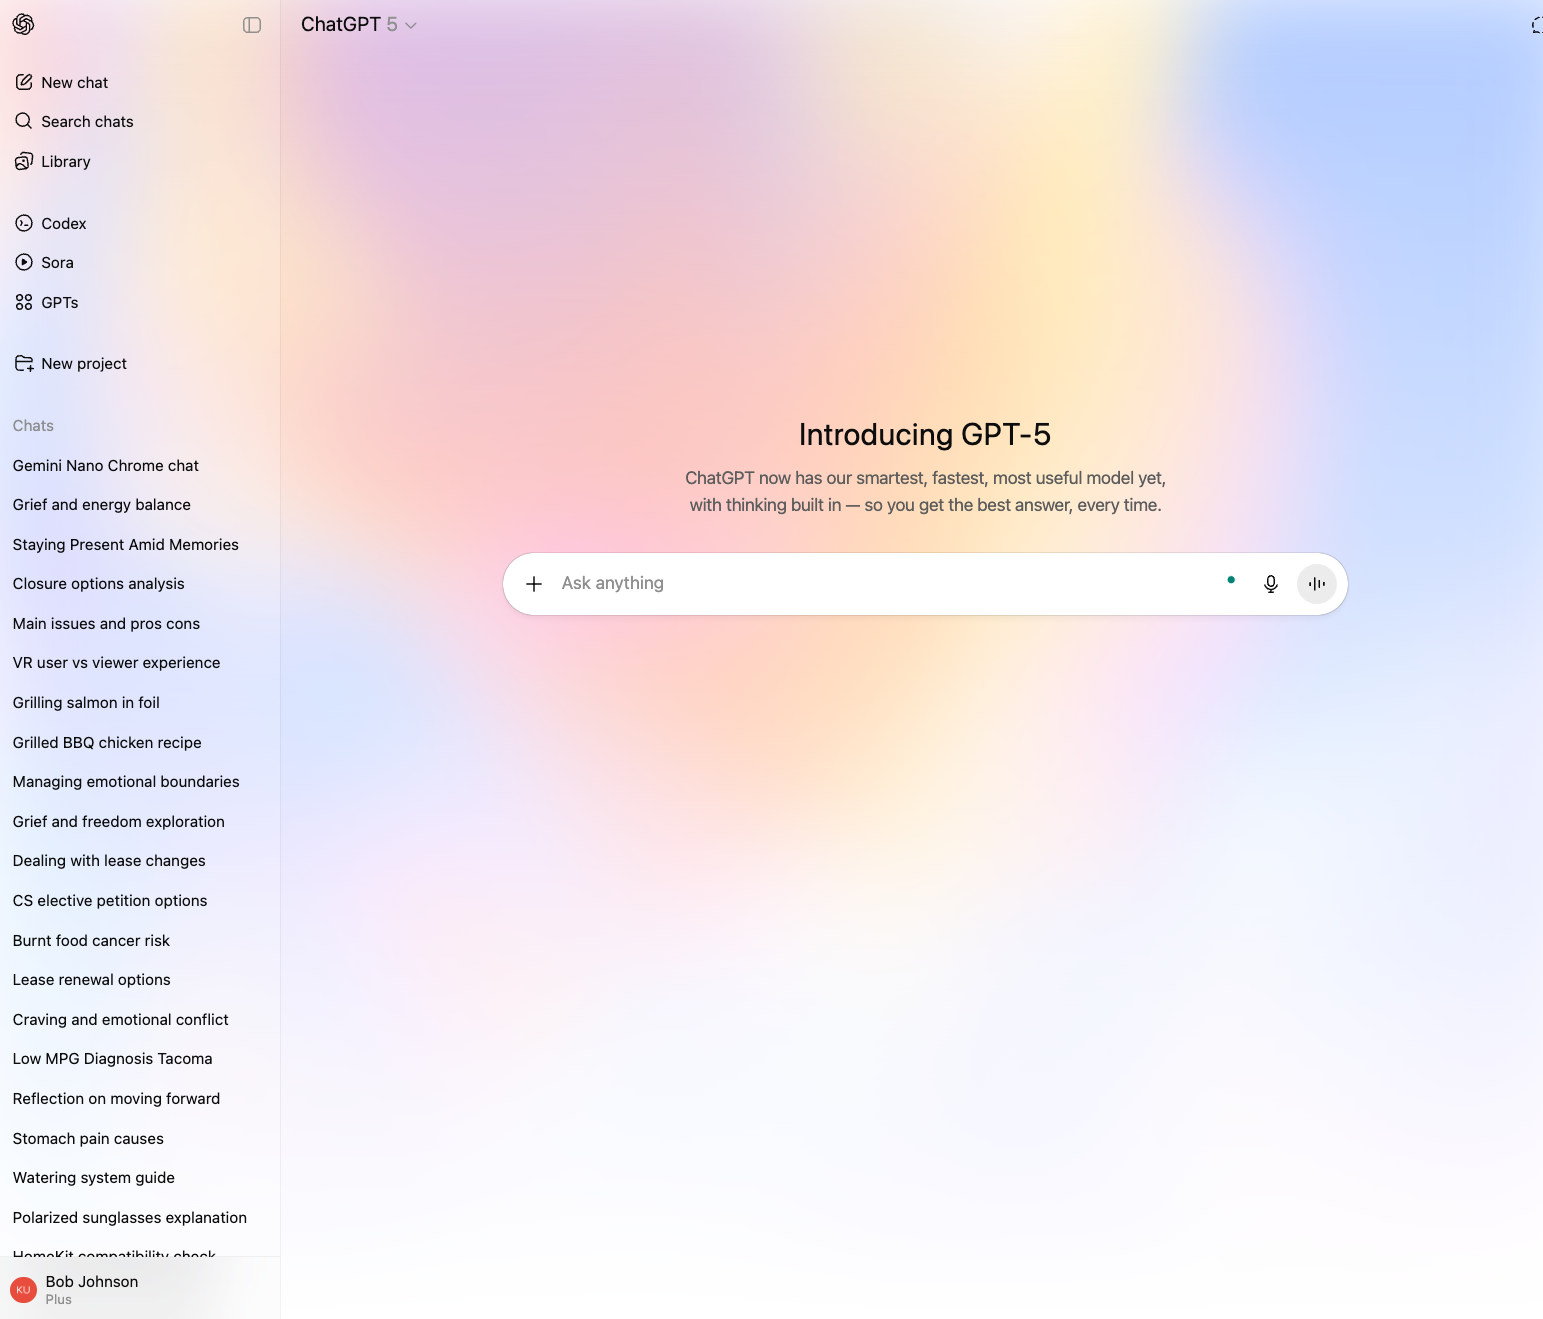 ChatGPT 5
New chat
Search chats
Library
Codex
Sora
GPTs
New project
Chats
Gemini Nano Chrome chat
Grief and energy balance
Staying Present Amid Memories
Closure options analysis
Main issues and pros cons
VR user vs viewer experience
Grilling salmon in foil
Grilled BBQ chicken recipe
Managing emotional boundaries
Grief and freedom exploration
Dealing with lease changes
CS elective petition options
Burnt food cancer risk
Lease renewal options
Craving and emotional conflict
Low MPG Diagnosis Tacoma
Reflection on moving forward
Stomach pain causes
Watering system guide
Polarized sunglasses explanation
HomeKit compatibility check
KU
Bob Johnson
Plus
Introducing GPT-5
ChatGPT now has our smartest, fastest, most useful model yet,
with thinking built in — so you get the best answer, every time.
Ask anything